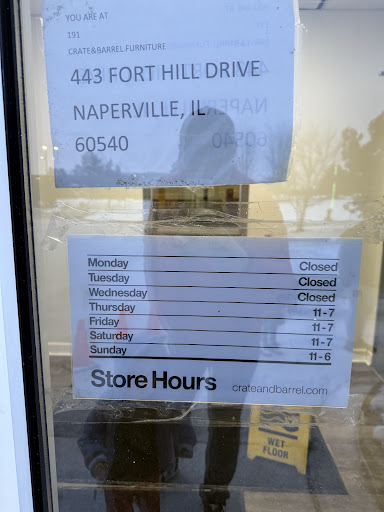 YOU ARE AT
191
CRATE&BARREL FURNITURE
443 FORT HILL DRIVE
NAPERVILLE, IL
60540
Monday Closed
Tuesday Closed
Wednesday Closed
Thursday 11 - 7
Friday 11 - 7
Saturday 11 - 7
Sunday 11 - 6
Store Hours crateandbarrel.com
WET
FLOOR